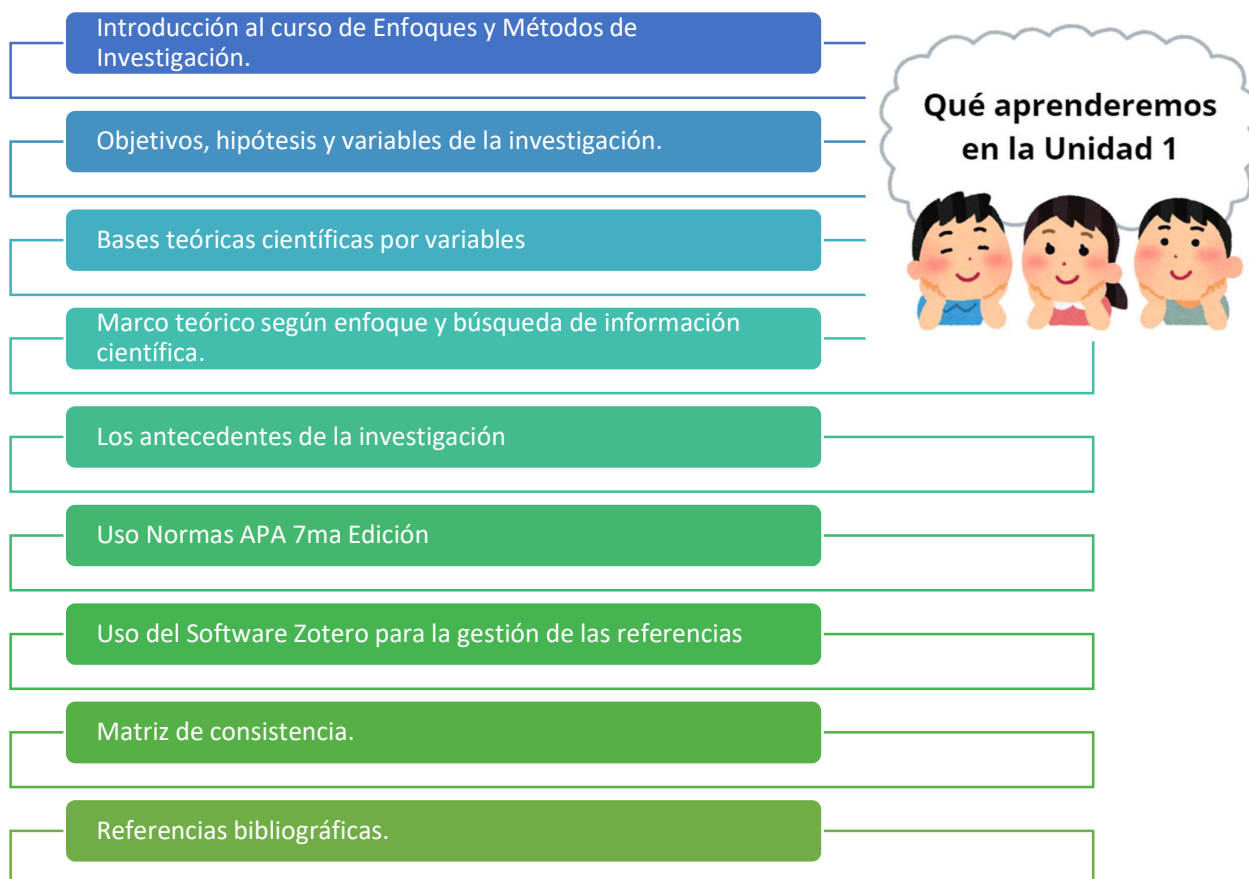 Introducción al curso de Enfoques y Métodos de
Investigación.
Qué aprenderemos
en la Unidad 1
Objetivos, hipótesis y variables de la investigación.
Bases teóricas científicas por variables
Marco teórico según enfoque y búsqueda de información
científica.
Los antecedentes de la investigación
Uso Normas APA 7ma Edición
Uso del Software Zotero para la gestión de las referencias
Matriz de consistencia.
Referencias bibliográficas.